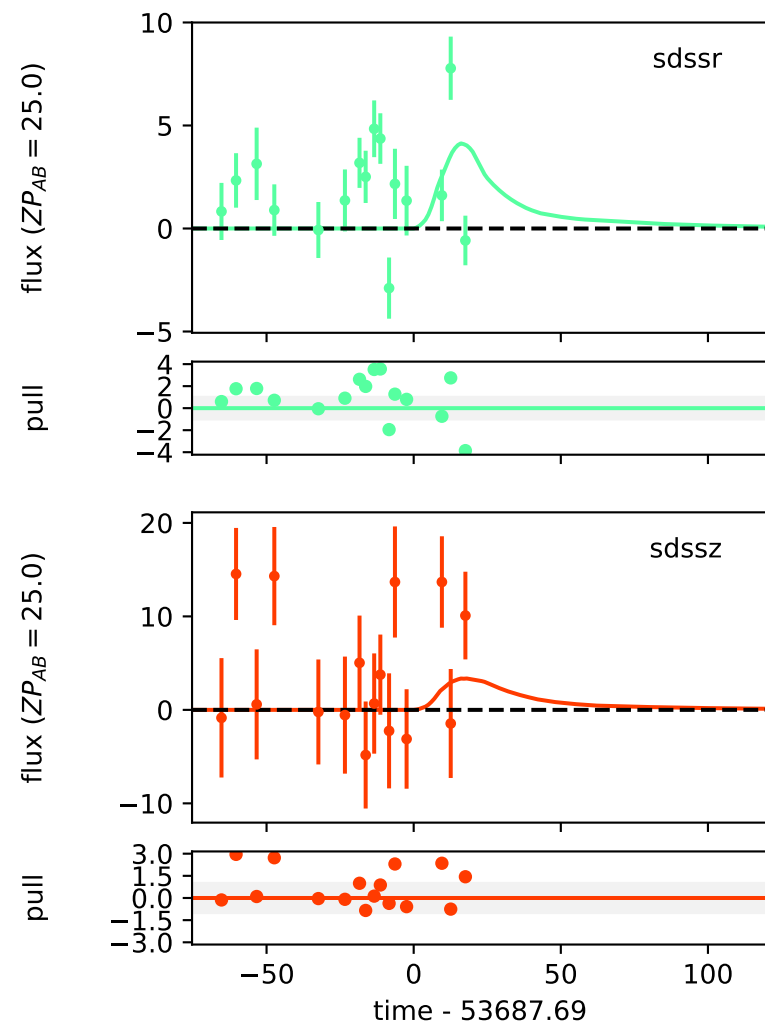 10
sdssr
5
0
−5
flux (ZP_AB = 25.0)
4
2
0
−2
−4
pull
20
sdssz
10
0
−10
flux (ZP_AB = 25.0)
3.0
1.5
0.0
−1.5
−3.0
pull
−50 0 50 100
time - 53687.69